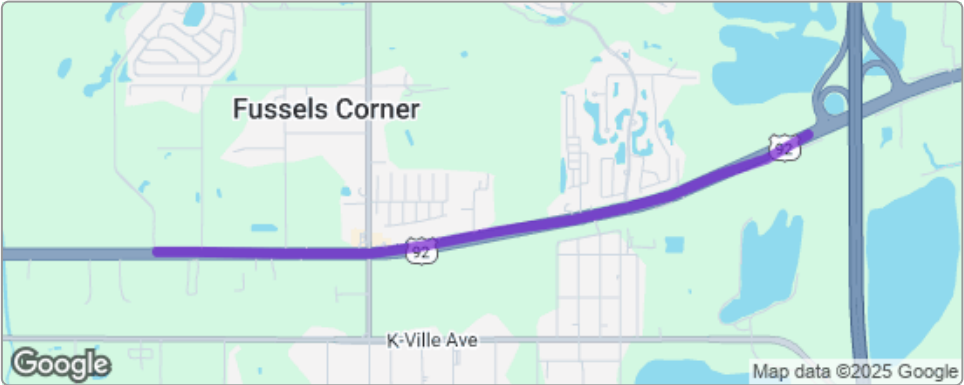 92
Fussels Corner
92
K-Ville Ave
Google
Map data ©2025 Google